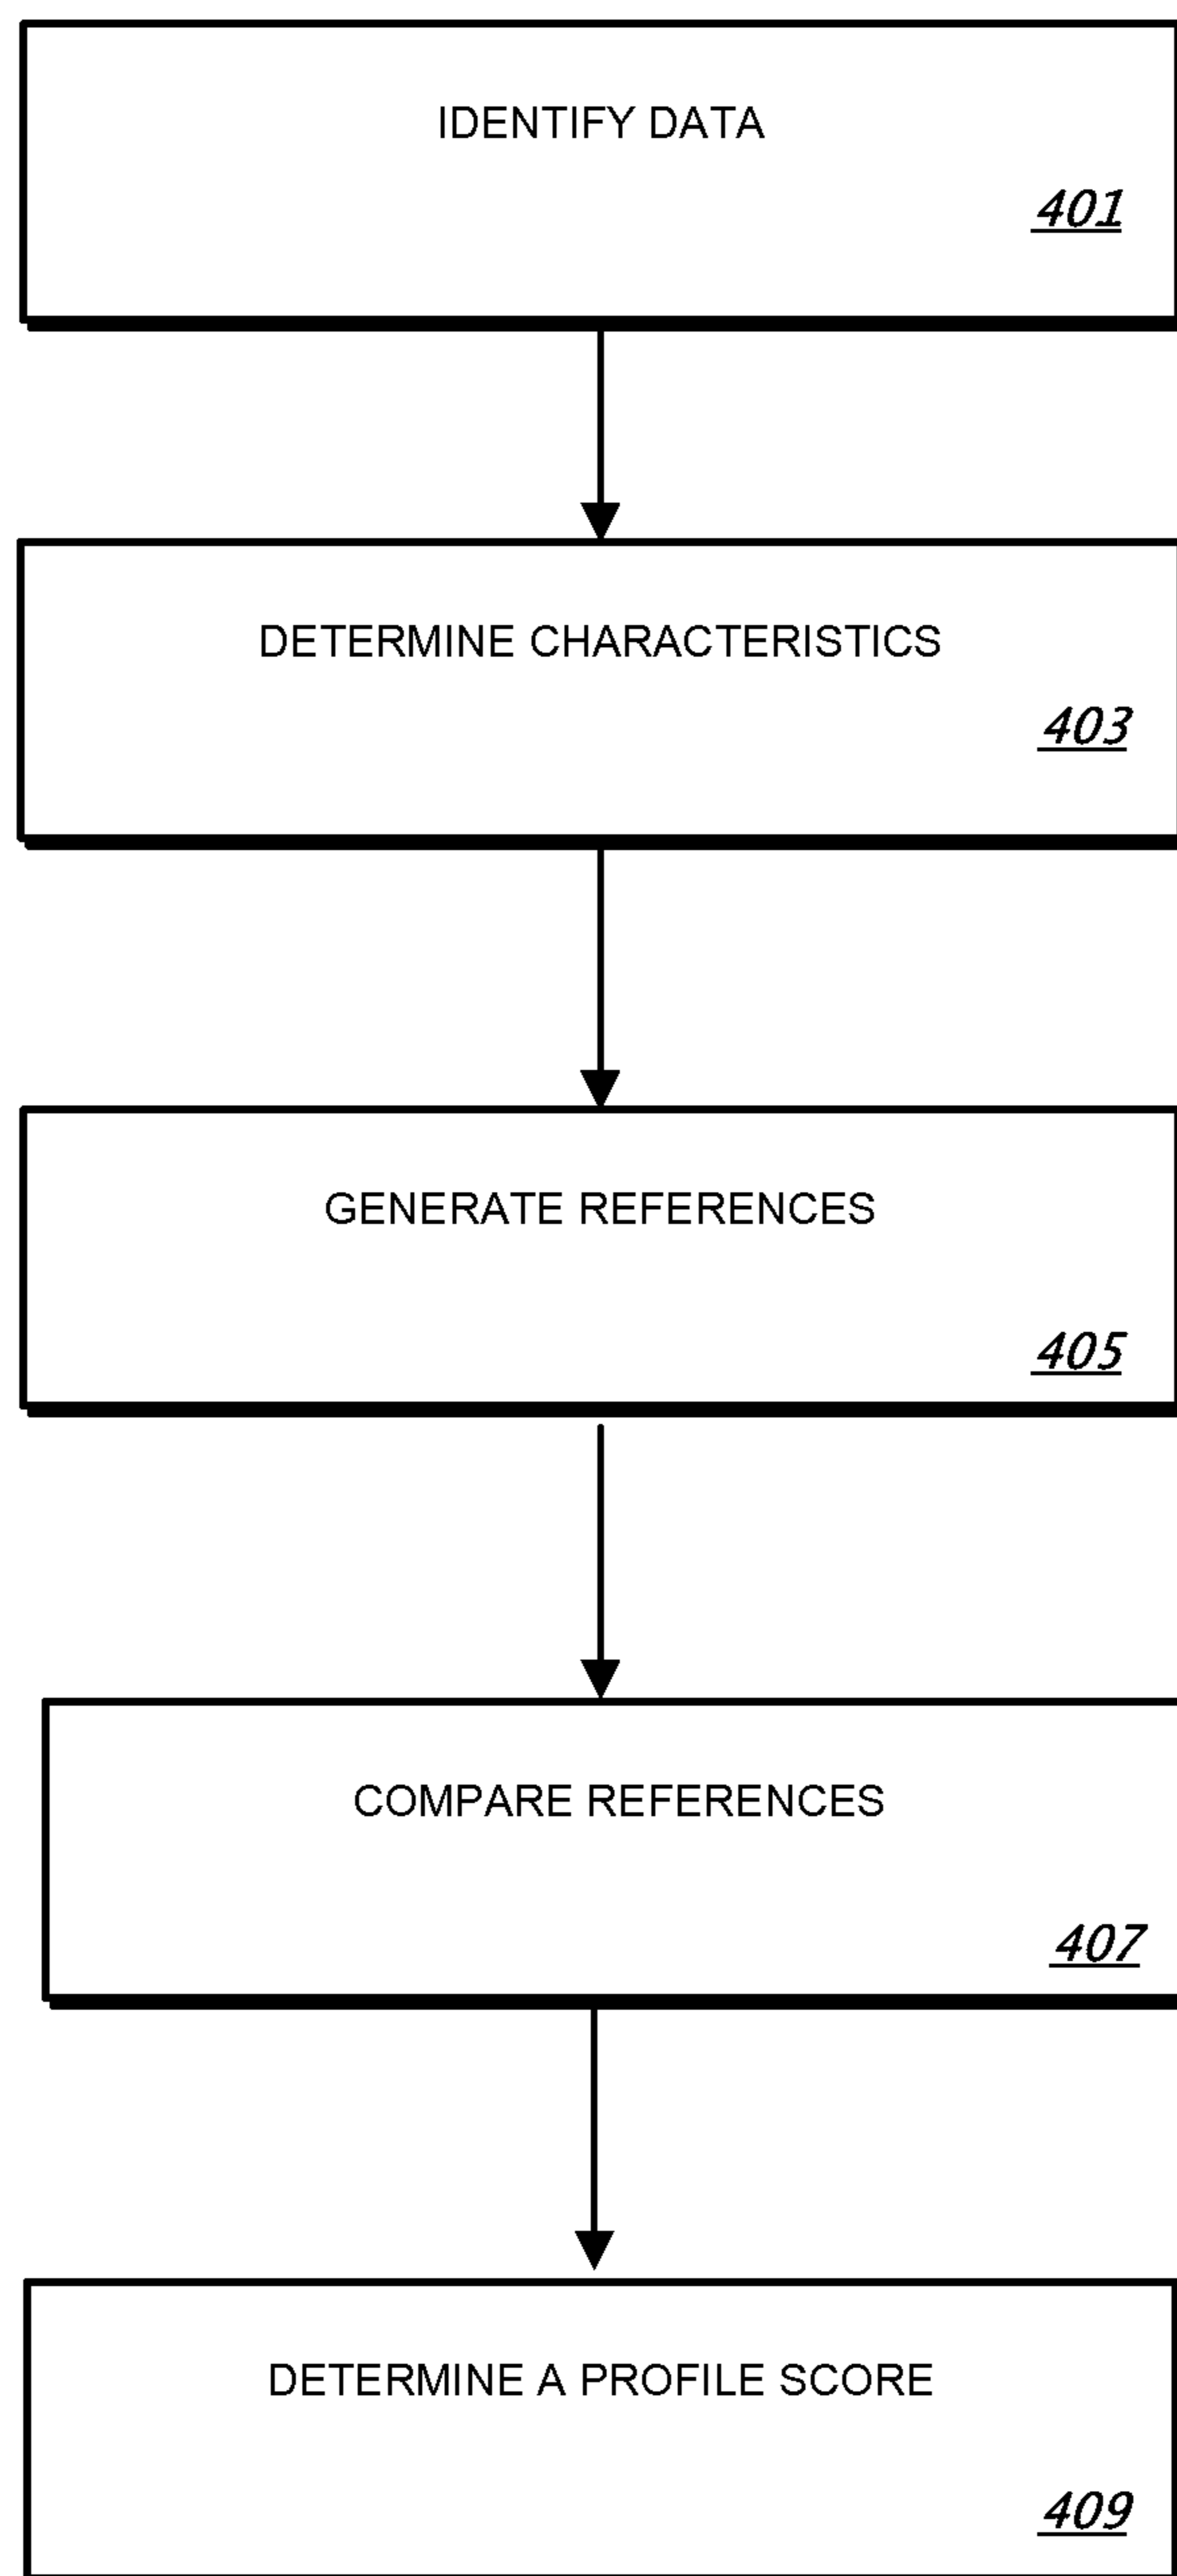 IDENTIFY DATA
401
DETERMINE CHARACTERISTICS
403
GENERATE REFERENCES
405
COMPARE REFERENCES
407
DETERMINE A PROFILE SCORE
409